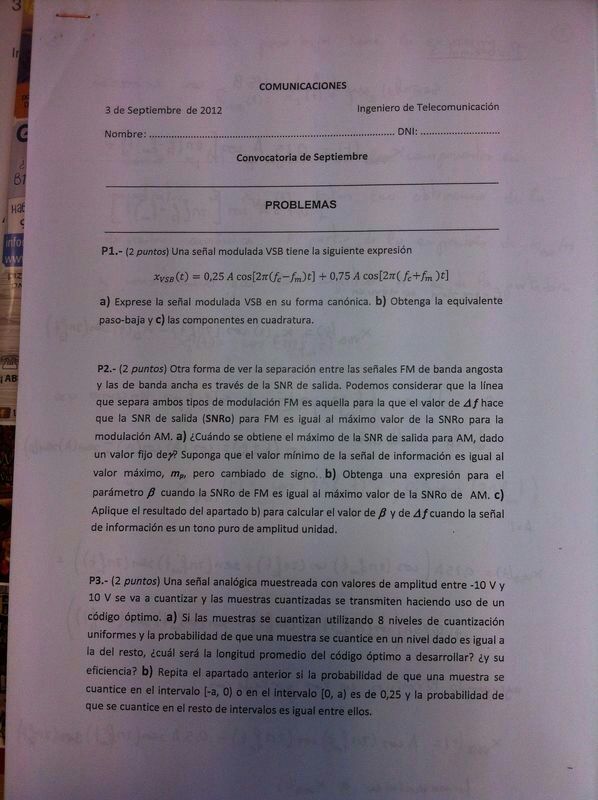 COMUNICACIONES
3 de Septiembre de 2012 Ingeniero de Telecomunicación
Nombre: ................................................................................ DNI: ..........................
Convocatoria de Septiembre
PROBLEMAS
P1.- (2 puntos) Una señal modulada VSB tiene la siguiente expresión
x_VSB(t) = 0,25 A cos[2π(f_c−f_m)t] + 0,75 A cos[2π( f_c+f_m )t]
a) Exprese la señal modulada VSB en su forma canónica. b) Obtenga la equivalente
paso-baja y c) las componentes en cuadratura.
P2.- (2 puntos) Otra forma de ver la separación entre las señales FM de banda angosta
y las de banda ancha es través de la SNR de salida. Podemos considerar que la línea
que separa ambos tipos de modulación FM es aquella para la que el valor de Δf hace
que la SNR de salida (SNRo) para FM es igual al máximo valor de la SNRo para la
modulación AM. a) ¿Cuándo se obtiene el máximo de la SNR de salida para AM, dado
un valor fijo deγ? Suponga que el valor mínimo de la señal de información es igual al
valor máximo, m_p, pero cambiado de signo. b) Obtenga una expresión para el
parámetro β cuando la SNRo de FM es igual al máximo valor de la SNRo de AM. c)
Aplique el resultado del apartado b) para calcular el valor de β y de Δf cuando la señal
de información es un tono puro de amplitud unidad.
P3.- (2 puntos) Una señal analógica muestreada con valores de amplitud entre -10 V y
10 V se va a cuantizar y las muestras cuantizadas se transmiten haciendo uso de un
código óptimo. a) Si las muestras se cuantizan utilizando 8 niveles de cuantización
uniformes y la probabilidad de que una muestra se cuantice en un nivel dado es igual a
la del resto, ¿cuál será la longitud promedio del código óptimo a desarrollar? ¿y su
eficiencia? b) Repita el apartado anterior si la probabilidad de que una muestra se
cuantice en el intervalo [-a, 0) o en el intervalo [0, a) es de 0,25 y la probabilidad de
que se cuantice en el resto de intervalos es igual entre ellos.